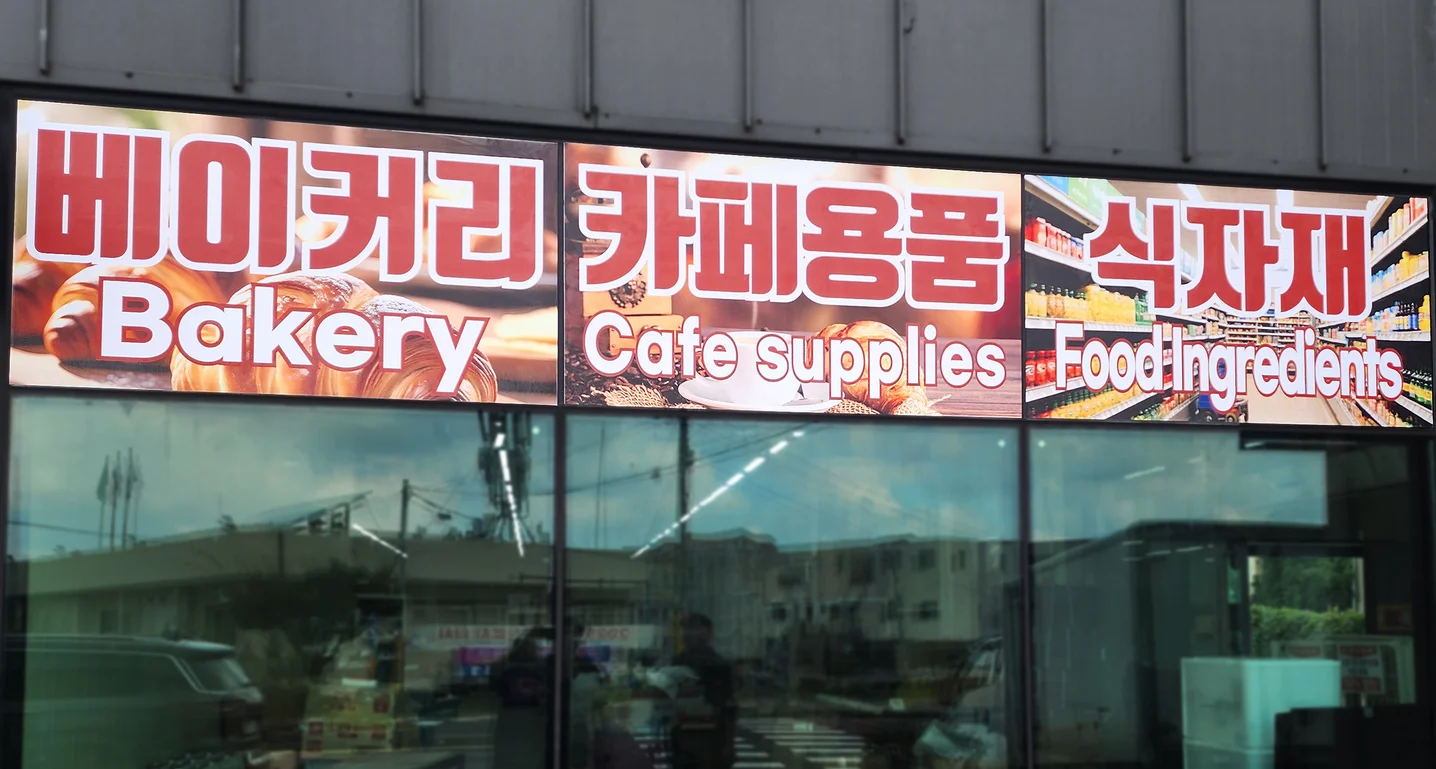 베이커리
Bakery
카페용품
Cafe supplies
식자재
Food Ingredients